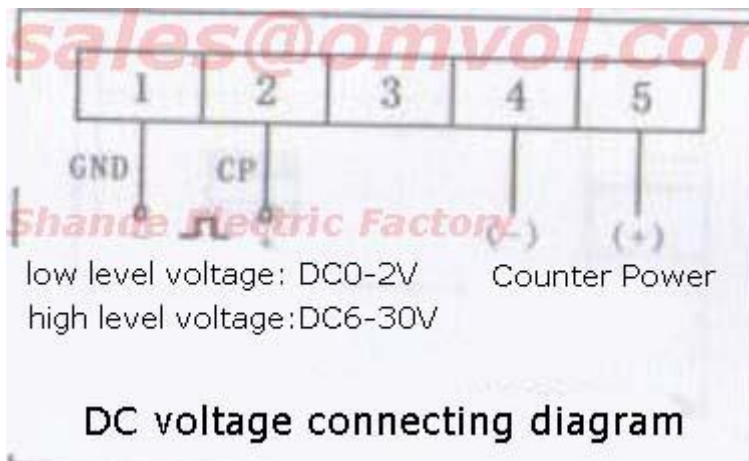 sales@omvol.com
1 2 3 4 5
GND CP
Shande Electric Factory
(-) (+)
low level voltage: DC0-2V Counter Power
high level voltage:DC6-30V
DC voltage connecting diagram